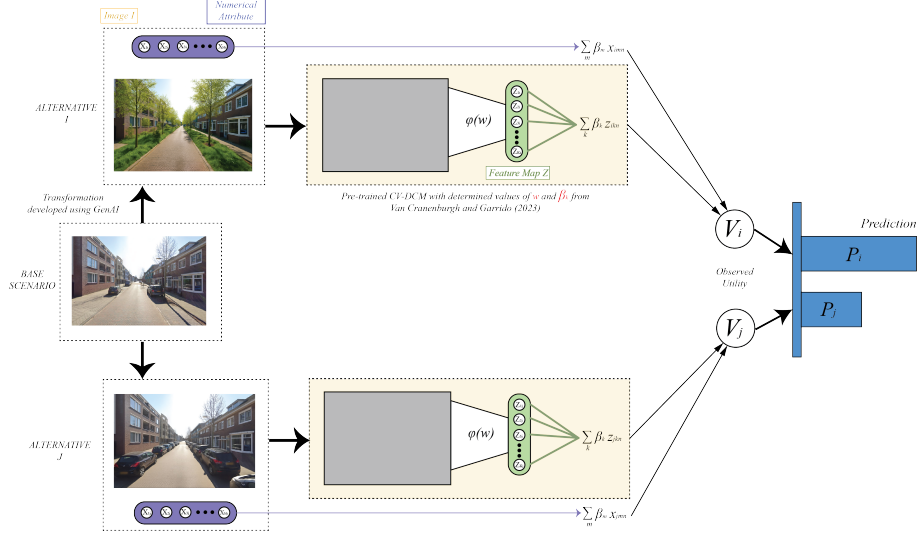 Image I
Numerical
Attribute
ALTERNATIVE
I
∑ₘ βₘ xᵢₘₙ
φ(w)
∑ₖ βₖ zᵢₖₙ
Feature Map Z
Pre-trained CV-DCM with determined values of w and βₖ from
Van Cranenburgh and Garrido (2023)
Transformation
developed using GenAI
BASE
SCENARIO
Vᵢ
Observed
Utility
Vⱼ
Prediction
Pᵢ
Pⱼ
ALTERNATIVE
J
φ(w)
∑ₖ βₖ zⱼₖₙ
∑ₘ βₘ xⱼₘₙ